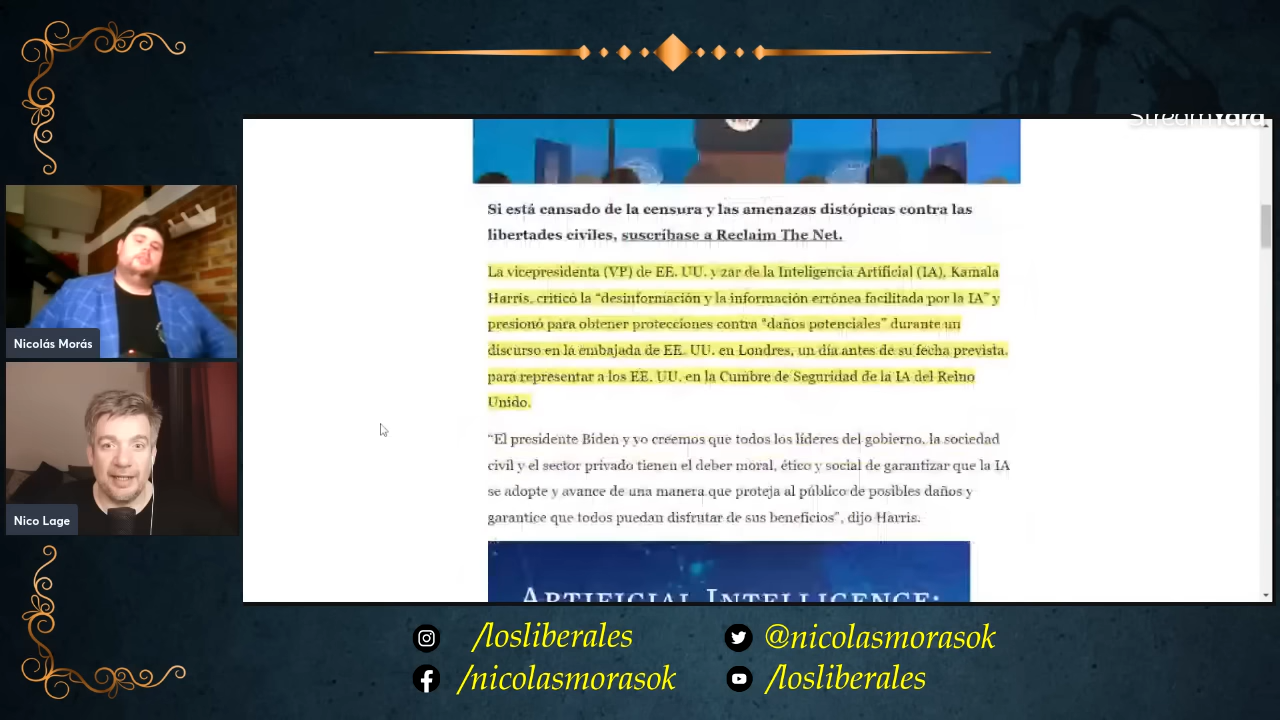 StreamYard
Nicolás Morás
Nico Lage
Si está cansado de la censura y las amenazas distópicas contra las
libertades civiles, suscríbase a Reclaim The Net.
La vicepresidenta (VP) de EE. UU. y zar de la Inteligencia Artificial (IA), Kamala
Harris, criticó la “desinformación y la información errónea facilitada por la IA” y
presionó para obtener protecciones contra “daños potenciales” durante un
discurso en la embajada de EE. UU. en Londres, un día antes de su fecha prevista.
para representar a los EE. UU. en la Cumbre de Seguridad de la IA del Reino
Unido.
“El presidente Biden y yo creemos que todos los líderes del gobierno, la sociedad
civil y el sector privado tienen el deber moral, ético y social de garantizar que la IA
se adopte y avance de una manera que proteja al público de posibles daños y
garantice que todos puedan disfrutar de sus beneficios”, dijo Harris.
ARTIFICIAL INTELLIGENCE:
/losliberales
@nicolasmorasok
/nicolasmorasok
/losliberales